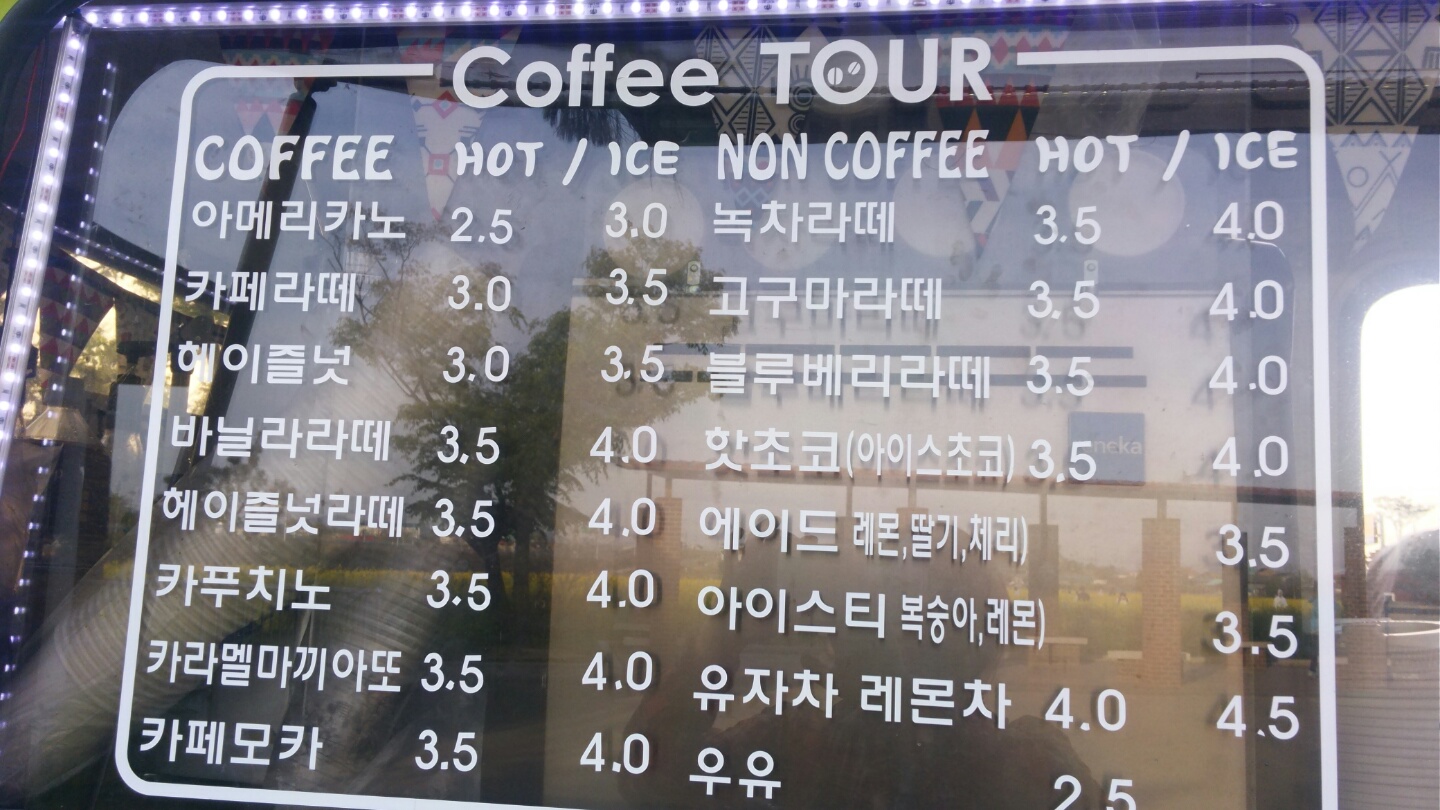 Coffee TOUR
COFFEE HOT / ICE NON COFFEE HOT / ICE
아메리카노 2.5 3.0 녹차라떼 3.5 4.0
카페라떼 3.0 3.5 고구마라떼 3.5 4.0
헤이즐넛 3.0 3.5 블루베리라떼 3.5 4.0
바닐라라떼 3.5 4.0 핫초코(아이스초코) 3.5 4.0
헤이즐넛라떼 3.5 4.0 에이드 레몬,딸기,체리) 3.5
카푸치노 3.5 4.0 아이스티 복숭아,레몬) 3.5
카라멜마끼아또 3.5 4.0 유자차 레몬차 4.0 4.5
카페모카 3.5 4.0 우유 2.5
neka